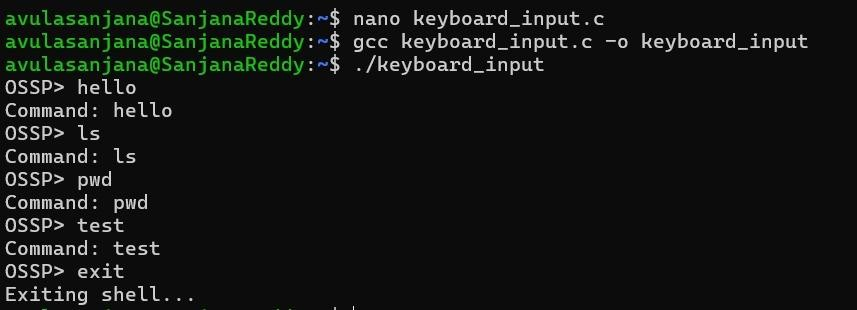 avulasanjana@SanjanaReddy:~$ nano keyboard_input.c
avulasanjana@SanjanaReddy:~$ gcc keyboard_input.c -o keyboard_input
avulasanjana@SanjanaReddy:~$ ./keyboard_input
OSSP> hello
Command: hello
OSSP> ls
Command: ls
OSSP> pwd
Command: pwd
OSSP> test
Command: test
OSSP> exit
Exiting shell...